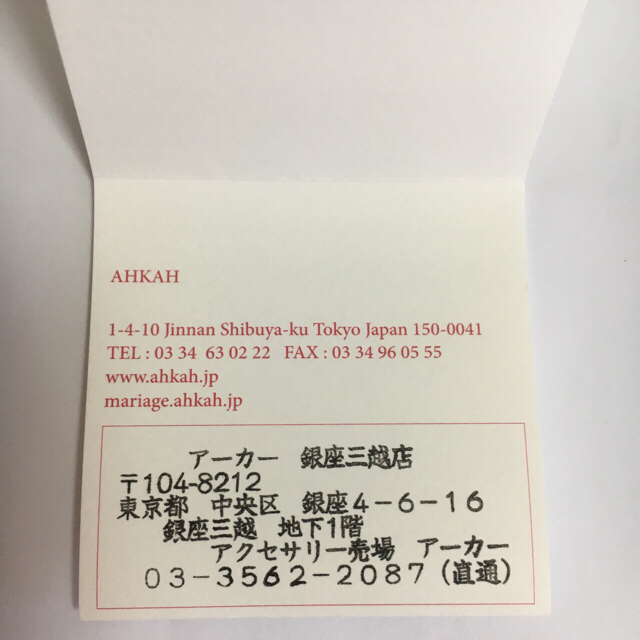 AHKAH
1-4-10 Jinnan Shibuya-ku Tokyo Japan 150-0041
TEL : 03 34 63 02 22 FAX : 03 34 96 05 55
www.ahkah.jp
mariage.ahkah.jp
アーカー 銀座三越店
〒104-8212
東京都 中央区 銀座4-6-16
銀座三越 地下1階
アクセサリー売場 アーカー
03-3562-2087(直通)